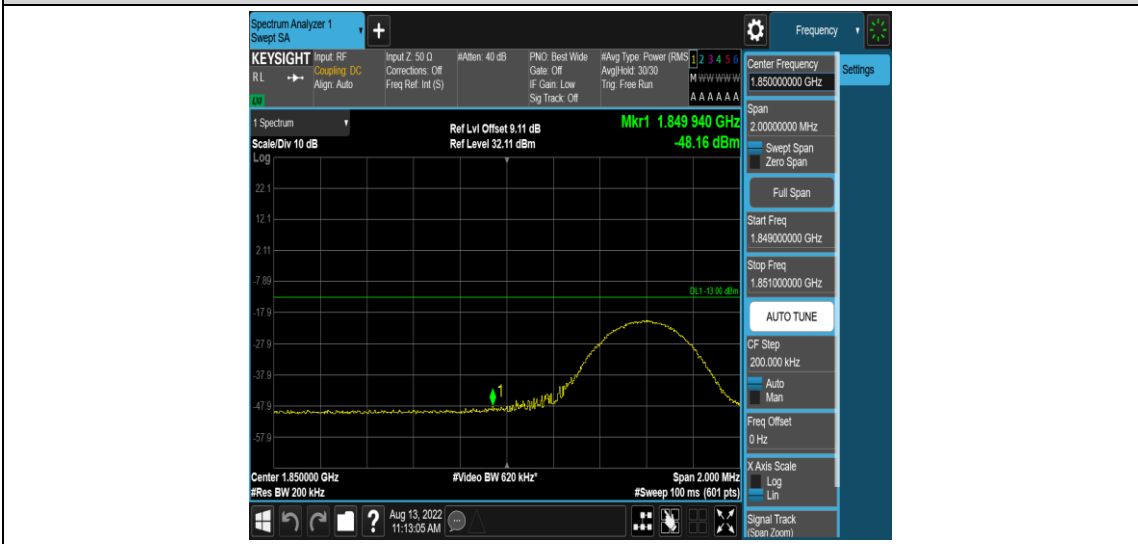 Spectrum Analyzer 1
Swept SA
+
Frequency
KEYSIGHT
RL
LXI
Input: RF
Coupling: DC
Align: Auto
Input Z: 50 Ω
Corrections: Off
Freq Ref: Int (S)
#Atten: 40 dB
PNO: Best Wide
Gate: Off
IF Gain: Low
Sig Track: Off
#Avg Type: Power (RMS
Avg|Hold: 30/30
Trig: Free Run
1 2 3 4 5 6
M W W W W W
A A A A A A
1 Spectrum
Scale/Div 10 dB
Log
Ref Lvl Offset 9.11 dB
Ref Level 32.11 dBm
Mkr1 1.849 940 GHz
-48.16 dBm
22.1
12.1
2.11
-7.89
DL1 -13.00 dBm
-17.9
-27.9
-37.9
-47.9
-57.9
1
Center 1.850000 GHz
#Res BW 200 kHz
#Video BW 620 kHz*
Span 2.000 MHz
#Sweep 100 ms (601 pts)
Center Frequency
1.850000000 GHz
Settings
Span
2.00000000 MHz
Swept Span
Zero Span
Full Span
Start Freq
1.849000000 GHz
Stop Freq
1.851000000 GHz
AUTO TUNE
CF Step
200.000 kHz
Auto
Man
Freq Offset
0 Hz
X Axis Scale
Log
Lin
Signal Track
(Span Zoom)
?
Aug 13, 2022
11:13:05 AM